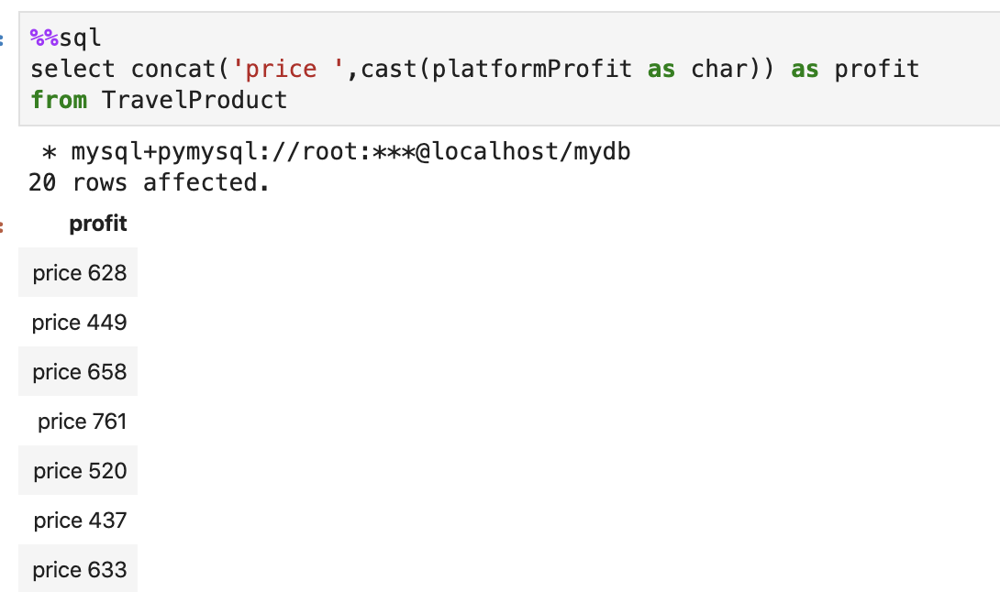 %%sql
select concat('price ',cast(platformProfit as char)) as profit
from TravelProduct
* mysql+pymysql://root:***@localhost/mydb
20 rows affected.
profit
price 628
price 449
price 658
price 761
price 520
price 437
price 633